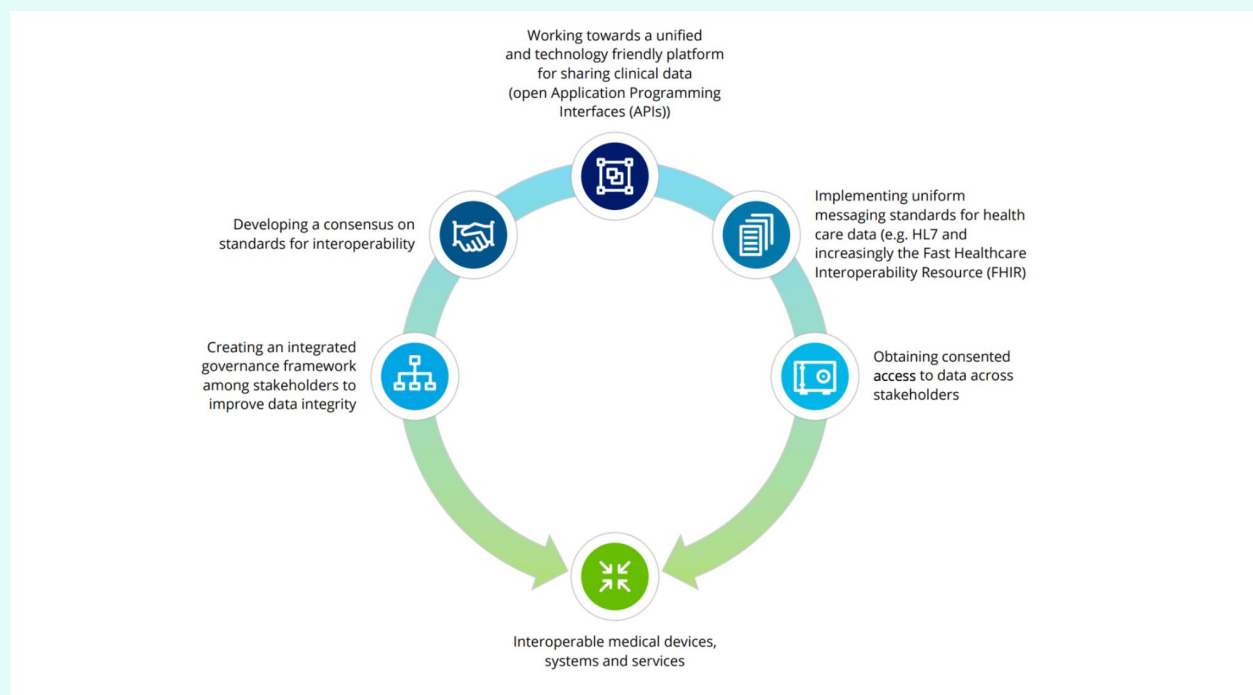 Working towards a unified
and technology friendly platform
for sharing clinical data
(open Application Programming
Interfaces (APIs))
Developing a consensus on
standards for interoperability
Implementing uniform
messaging standards for health
care data (e.g. HL7 and
increasingly the Fast Healthcare
Interoperability Resource (FHIR)
Creating an integrated
governance framework
among stakeholders to
improve data integrity
Obtaining consented
access to data across
stakeholders
Interoperable medical devices,
systems and services